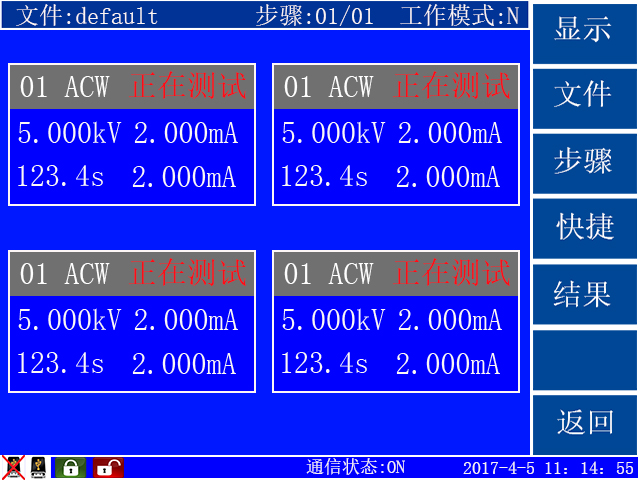 文件:default 步骤:01/01 工作模式:N
显示
文件
步骤
快捷
结果
返回
01 ACW 正在测试
5.000kV 2.000mA
123.4s 2.000mA
01 ACW 正在测试
5.000kV 2.000mA
123.4s 2.000mA
01 ACW 正在测试
5.000kV 2.000mA
123.4s 2.000mA
01 ACW 正在测试
5.000kV 2.000mA
123.4s 2.000mA
通信状态:ON 2017-4-5 11: 14: 55